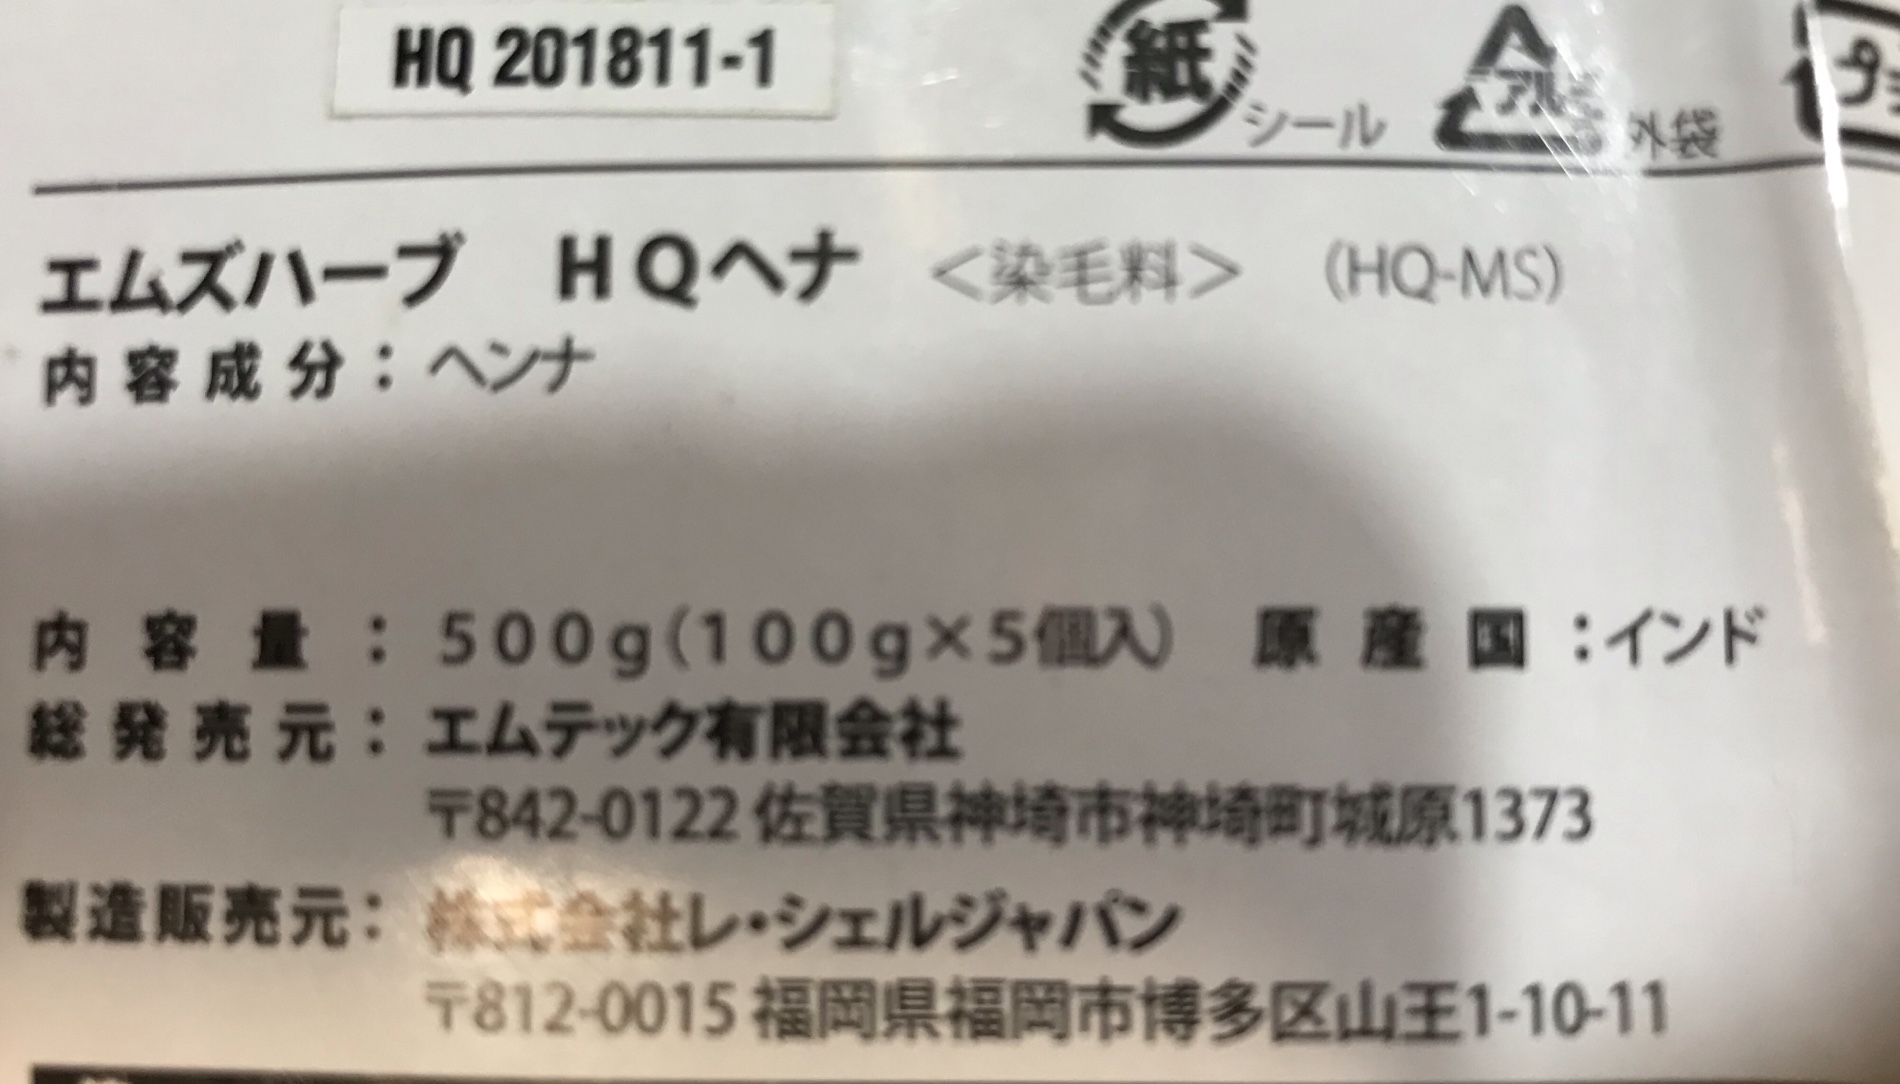 HQ 201811-1
紙 シール アルミ 外袋 プラ
エムズハーブ　HQヘナ　＜染毛料＞　(HQ-MS)
内容成分：ヘンナ
内容量：500g(100g×5個入)　原産国：インド
総発売元：エムテック有限会社
〒842-0122 佐賀県神埼市神埼町城原1373
製造販売元：株式会社レ・シェルジャパン
〒812-0015 福岡県福岡市博多区山王1-10-11